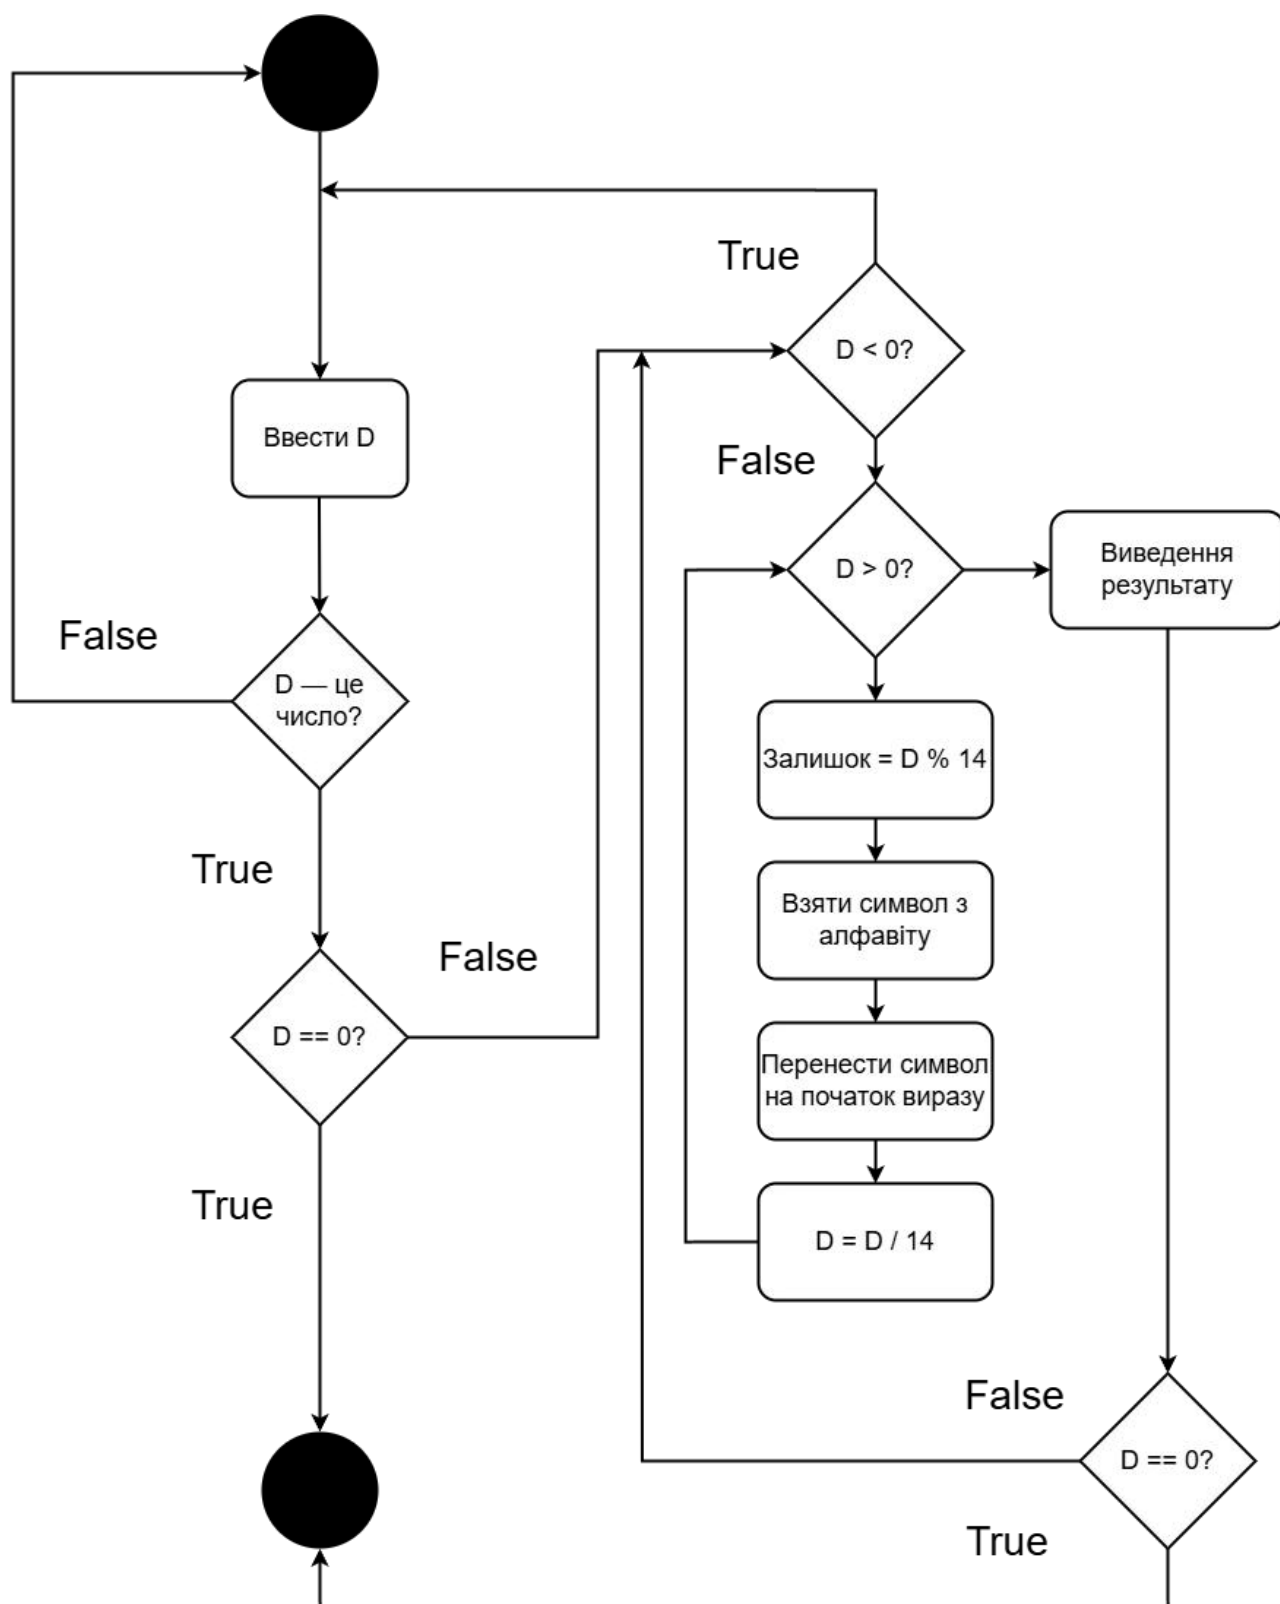 True
D < 0?
Ввести D
False
D > 0?
Виведення
результату
False
D — це
число?
Залишок = D % 14
True
Взяти символ з
алфавіту
False
D == 0?
Перенести символ
на початок виразу
True
D = D / 14
False
D == 0?
True